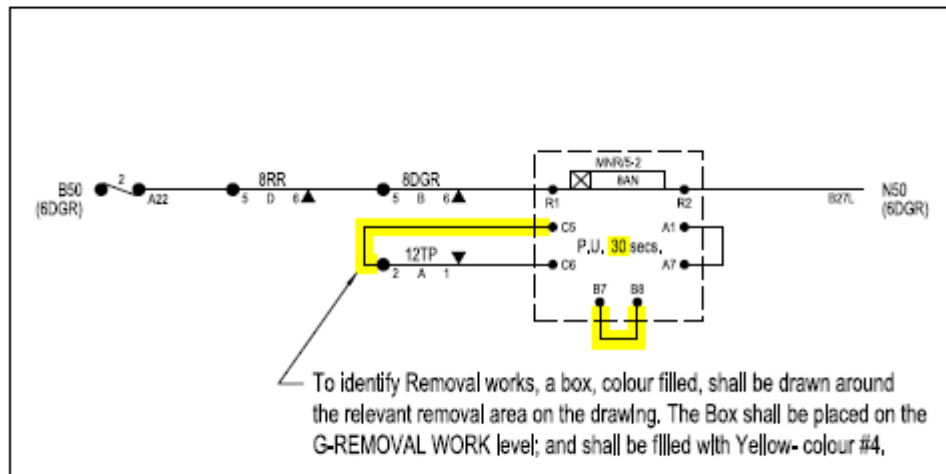 MNR/5-2
2 8RR 8DGR 8AN
B50 N50
(6DGR) A22 5 D 6 5 B 6 R1 R2 B27L (6DGR)
C5 A1
P.U. 30 secs.
12TP
2 A 1 C6 A7
B7 B8
To identify Removal works, a box, colour filled, shall be drawn around
the relevant removal area on the drawing. The Box shall be placed on the
G-REMOVAL WORK level; and shall be filled with Yellow- colour #4.